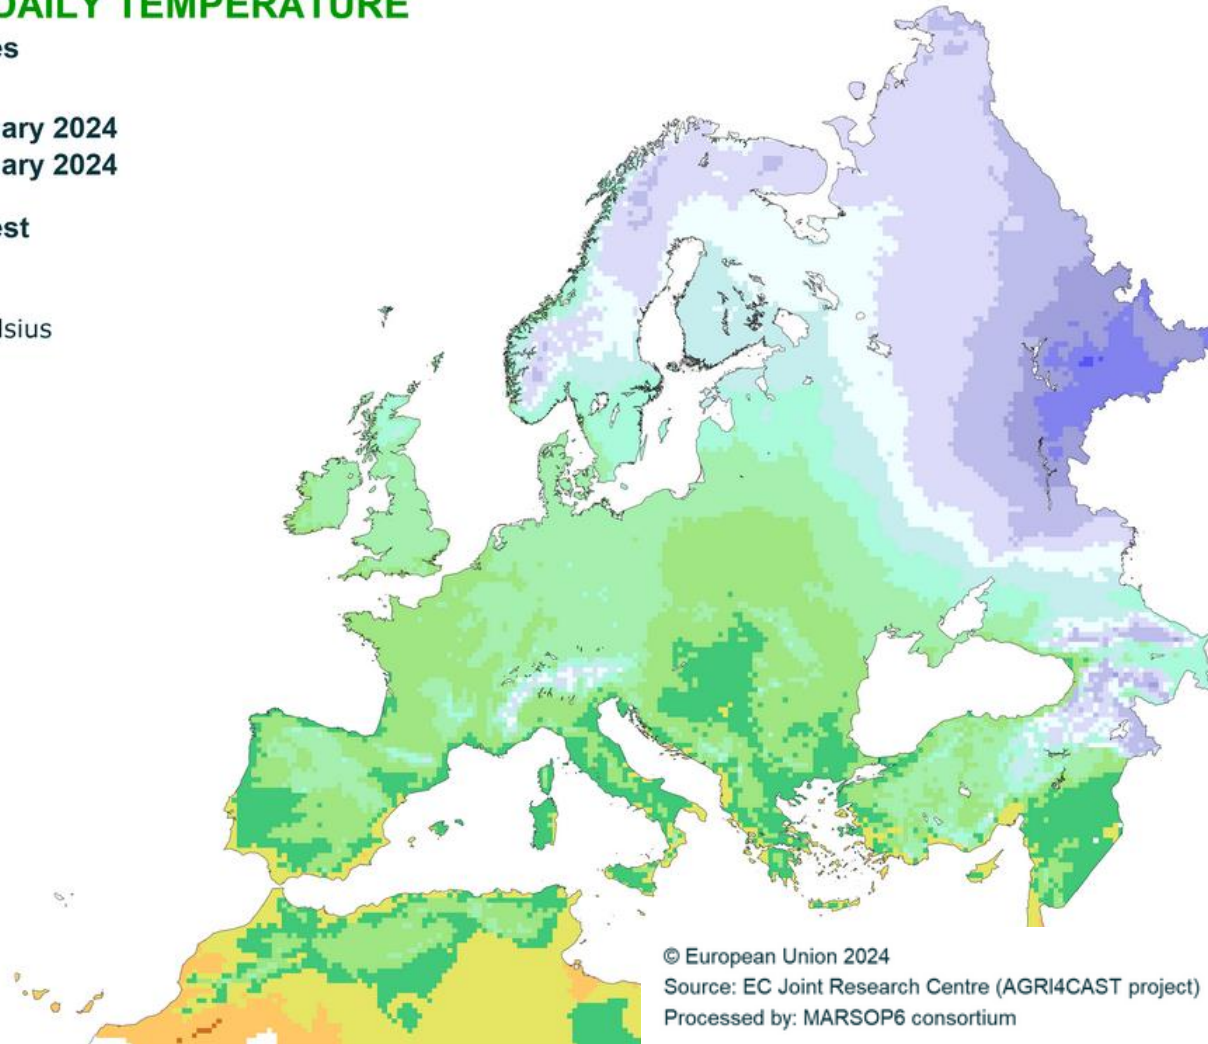 DAILY TEMPERATURE
es
ary 2024
ary 2024
est
lsius
© European Union 2024
Source: EC Joint Research Centre (AGRI4CAST project)
Processed by: MARSOP6 consortium